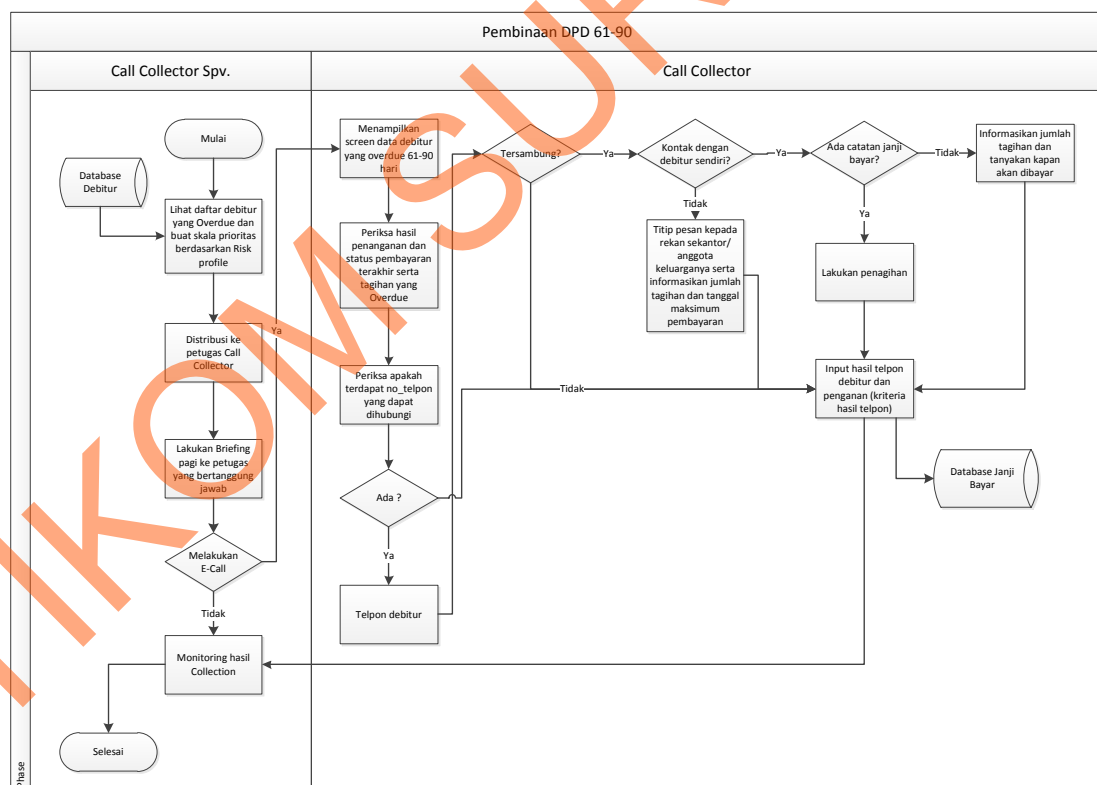 Pembinaan DPD 61-90
Call Collector Spv.
Call Collector
Phase
Mulai
Database
Debitur
Lihat daftar debitur
yang Overdue dan
buat skala prioritas
berdasarkan Risk
profile
Distribusi ke
petugas Call
Collector
Lakukan Briefing
pagi ke petugas
yang bertanggung
jawab
Melakukan
E-Call
Ya
Tidak
Monitoring hasil
Collection
Selesai
Menampilkan
screen data debitur
yang overdue 61-90
hari
Periksa hasil
penanganan dan
status pembayaran
terakhir serta
tagihan yang
Overdue
Periksa apakah
terdapat no_telpon
yang dapat
dihubungi
Ada ?
Ya
Telpon debitur
Tersambung?
Ya
Tidak
Kontak dengan
debitur sendiri?
Ya
Tidak
Titip pesan kepada
rekan sekantor/
anggota
keluarganya serta
informasikan jumlah
tagihan dan tanggal
maksimum
pembayaran
Ada catatan janji
bayar?
Tidak
Ya
Lakukan penagihan
Informasikan jumlah
tagihan dan
tanyakan kapan
akan dibayar
Input hasil telpon
debitur dan
penganan (kriteria
hasil telpon)
Database Janji
Bayar
IKOM SUR